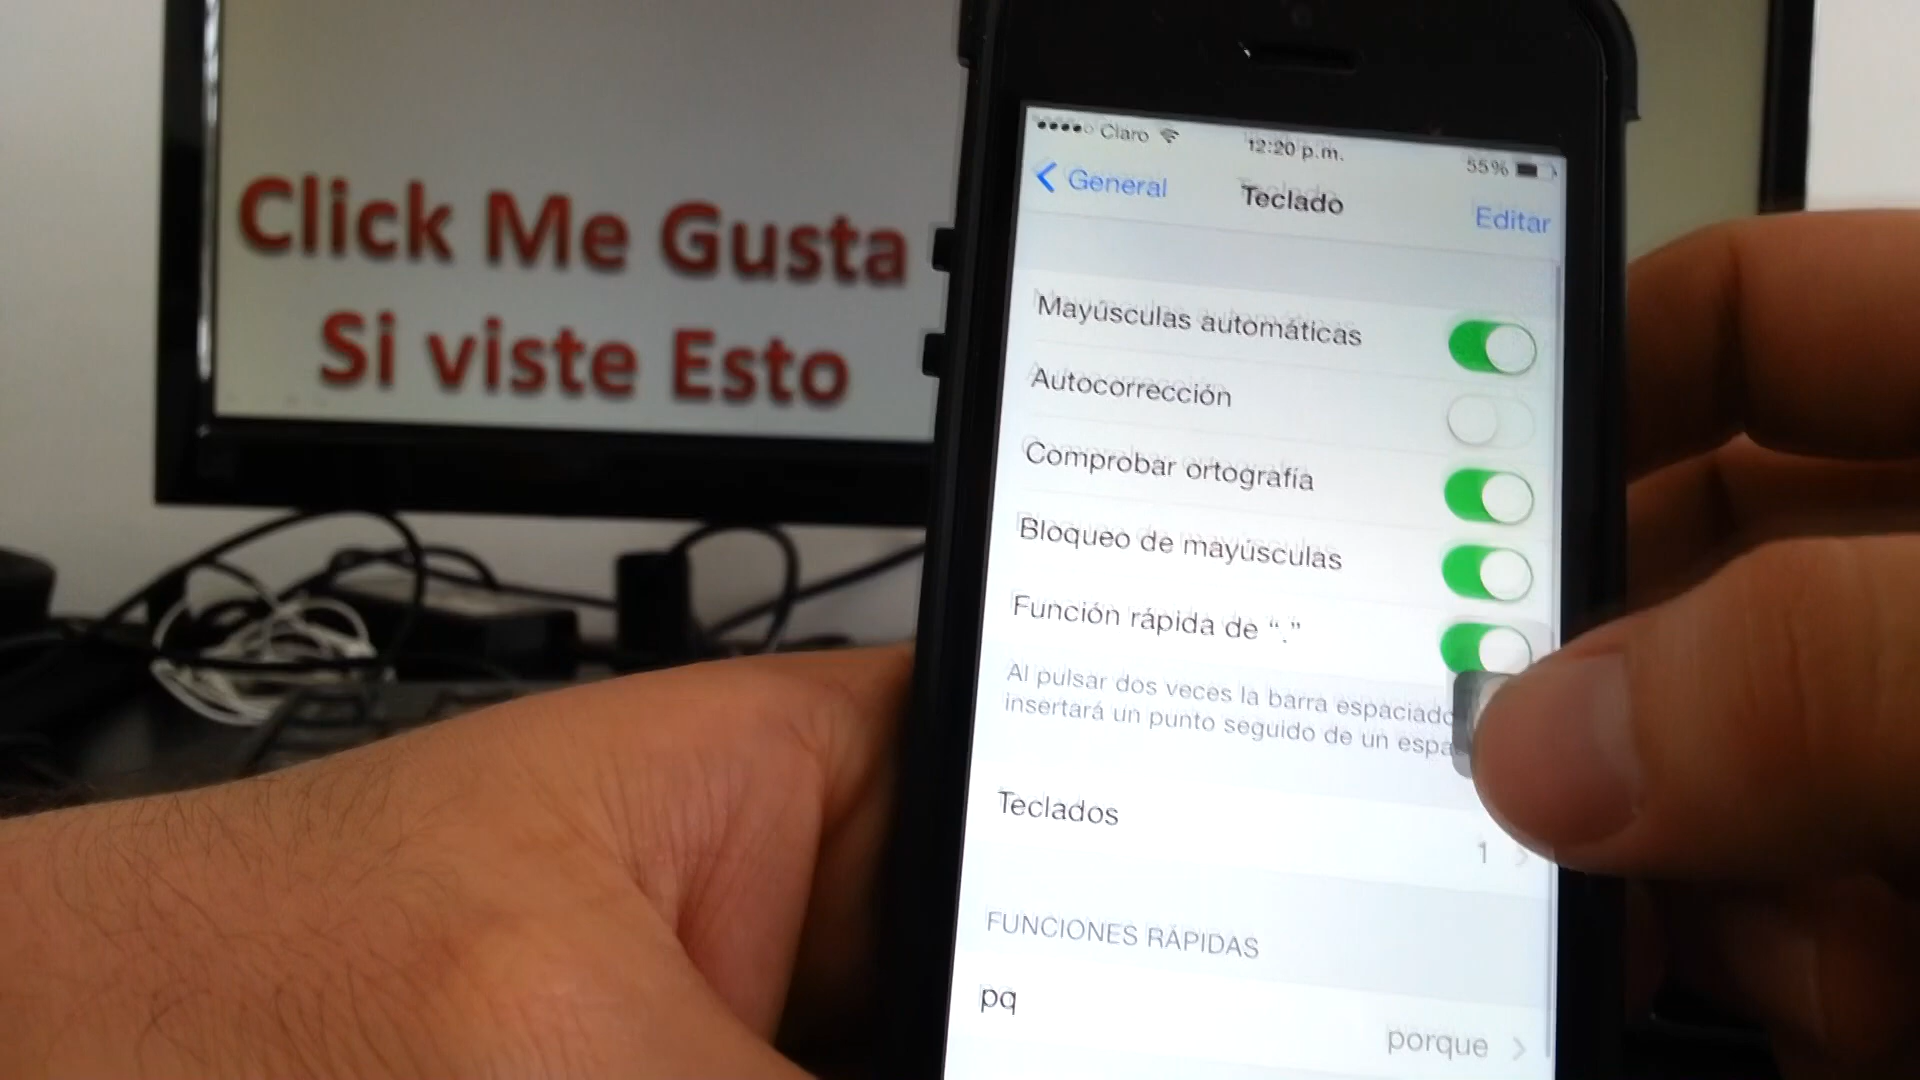 Click Me Gusta
Si viste Esto
Claro
12:20 p.m.
55%
General
Teclado
Editar
Mayúsculas automáticas
Autocorrección
Comprobar ortografía
Bloqueo de mayúsculas
Función rápida de “.”
Al pulsar dos veces la barra espaciado
insertará un punto seguido de un espa
Teclados
1
FUNCIONES RÁPIDAS
pq
porque